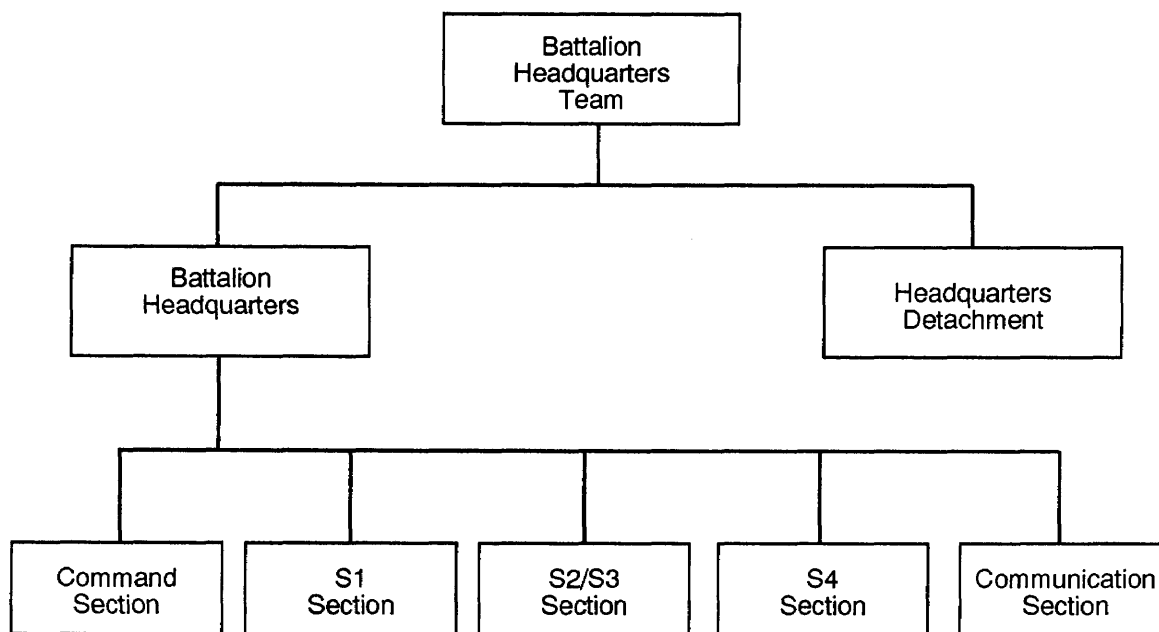 Battalion
Headquarters
Team
Battalion
Headquarters
Headquarters
Detachment
Command
Section
S1
Section
S2/S3
Section
S4
Section
Communication
Section